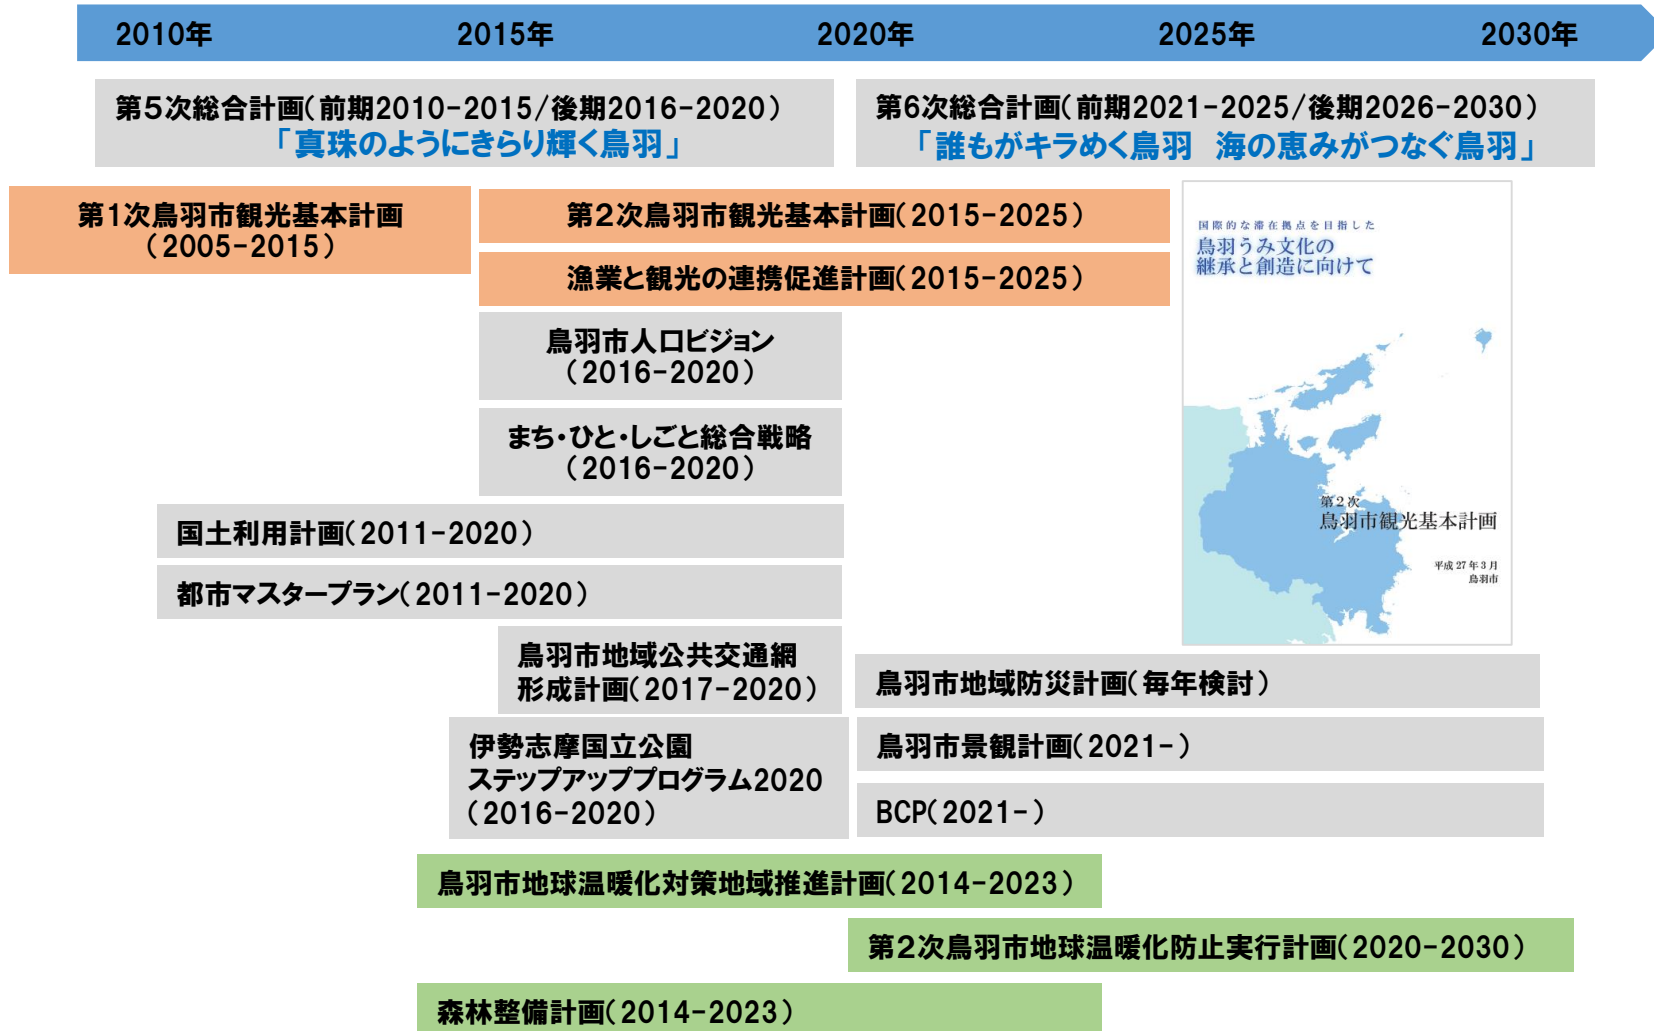 2010年 2015年 2020年 2025年 2030年
第5次総合計画(前期2010-2015/後期2016-2020)
「真珠のようにきらり輝く鳥羽」
第6次総合計画(前期2021-2025/後期2026-2030)
「誰もがキラめく鳥羽　海の恵みがつなぐ鳥羽」
第1次鳥羽市観光基本計画
(2005-2015)
第2次鳥羽市観光基本計画(2015-2025)
漁業と観光の連携促進計画(2015-2025)
国際的な滞在拠点を目指した
鳥羽うみ文化の
継承と創造に向けて
第2次
鳥羽市観光基本計画
平成27年3月
鳥羽市
鳥羽市人口ビジョン
(2016-2020)
まち・ひと・しごと総合戦略
(2016-2020)
国土利用計画(2011-2020)
都市マスタープラン(2011-2020)
鳥羽市地域公共交通網
形成計画(2017-2020)
鳥羽市地域防災計画(毎年検討)
伊勢志摩国立公園
ステップアッププログラム2020
(2016-2020)
鳥羽市景観計画(2021-)
BCP(2021-)
鳥羽市地球温暖化対策地域推進計画(2014-2023)
第2次鳥羽市地球温暖化防止実行計画(2020-2030)
森林整備計画(2014-2023)